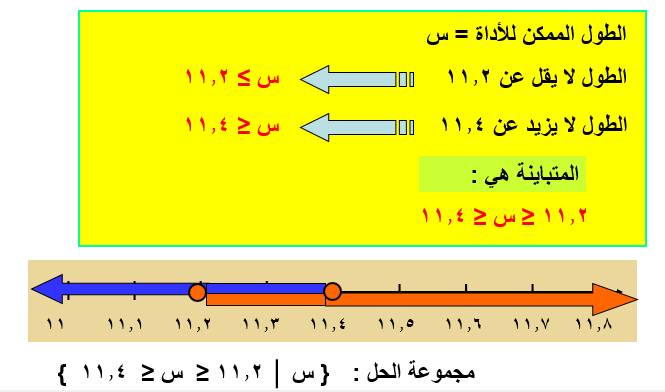 الطول الممكن للأداة = س
الطول لا يقل عن ١١,٢ س ≥ ١١,٢
الطول لا يزيد عن ١١,٤ س ≤ ١١,٤
المتباينة هي :
١١,٢ ≤ س ≤ ١١,٤
١١ ١١,١ ١١,٢ ١١,٣ ١١,٤ ١١,٥ ١١,٦ ١١,٧ ١١,٨
مجموعة الحل : { س | ١١,٢ ≤ س ≤ ١١,٤ }